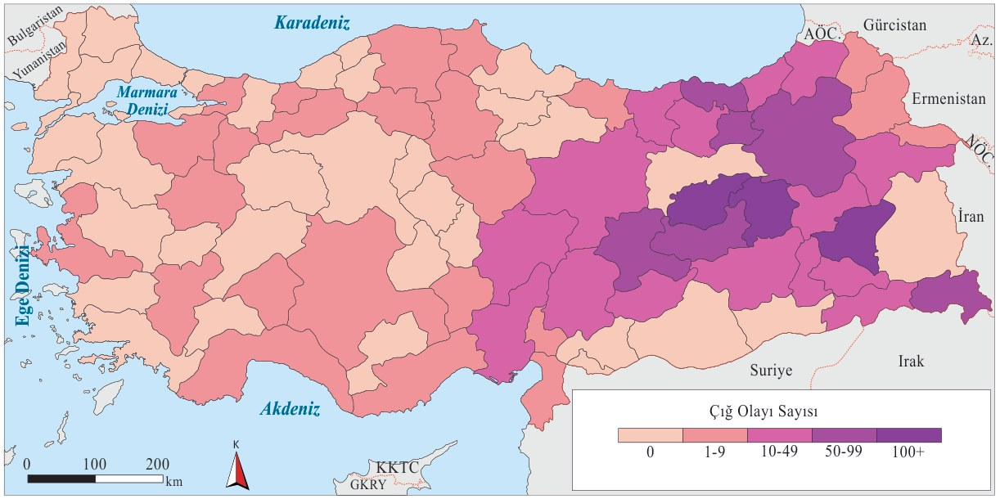 Bulgaristan
Yunanistan
Karadeniz
Marmara
Denizi
AÖC.
Gürcistan
Az.
Ermenistan
NÖC.
İran
Ege Denizi
Akdeniz
Suriye
Irak
KKTC
GKRY
K
0 100 200
km
Çığ Olayı Sayısı
0 1-9 10-49 50-99 100+